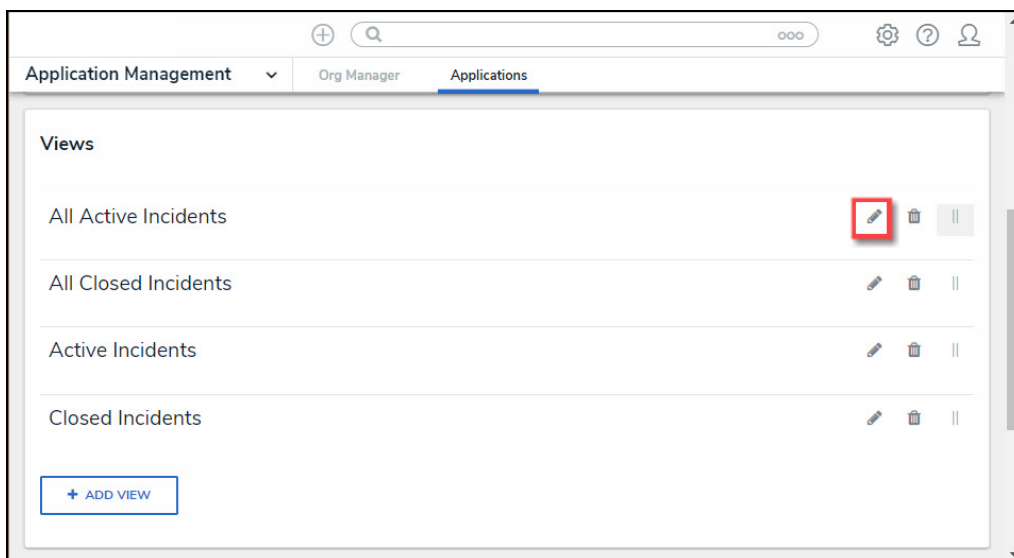 Application Management
Org Manager
Applications
Views
All Active Incidents
All Closed Incidents
Active Incidents
Closed Incidents
+ ADD VIEW